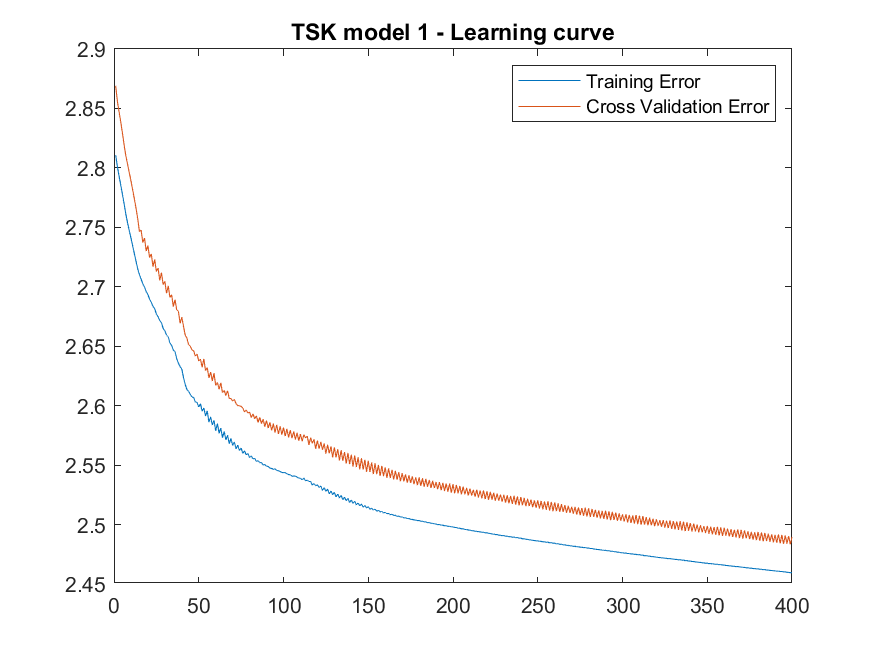 TSK model 1 - Learning curve
2.9
2.85
2.8
2.75
2.7
2.65
2.6
2.55
2.5
2.45
Training Error
Cross Validation Error
0 50 100 150 200 250 300 350 400